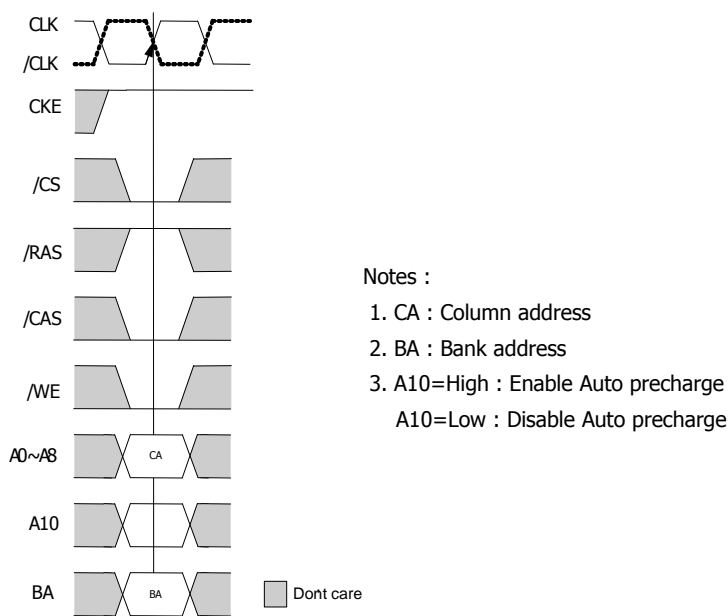 CLK
/CLK
CKE
/CS
/RAS
/CAS
/WE
A0~A8
CA
A10
BA
BA
Dont care
Notes :
1. CA : Column address
2. BA : Bank address
3. A10=High : Enable Auto precharge
A10=Low : Disable Auto precharge